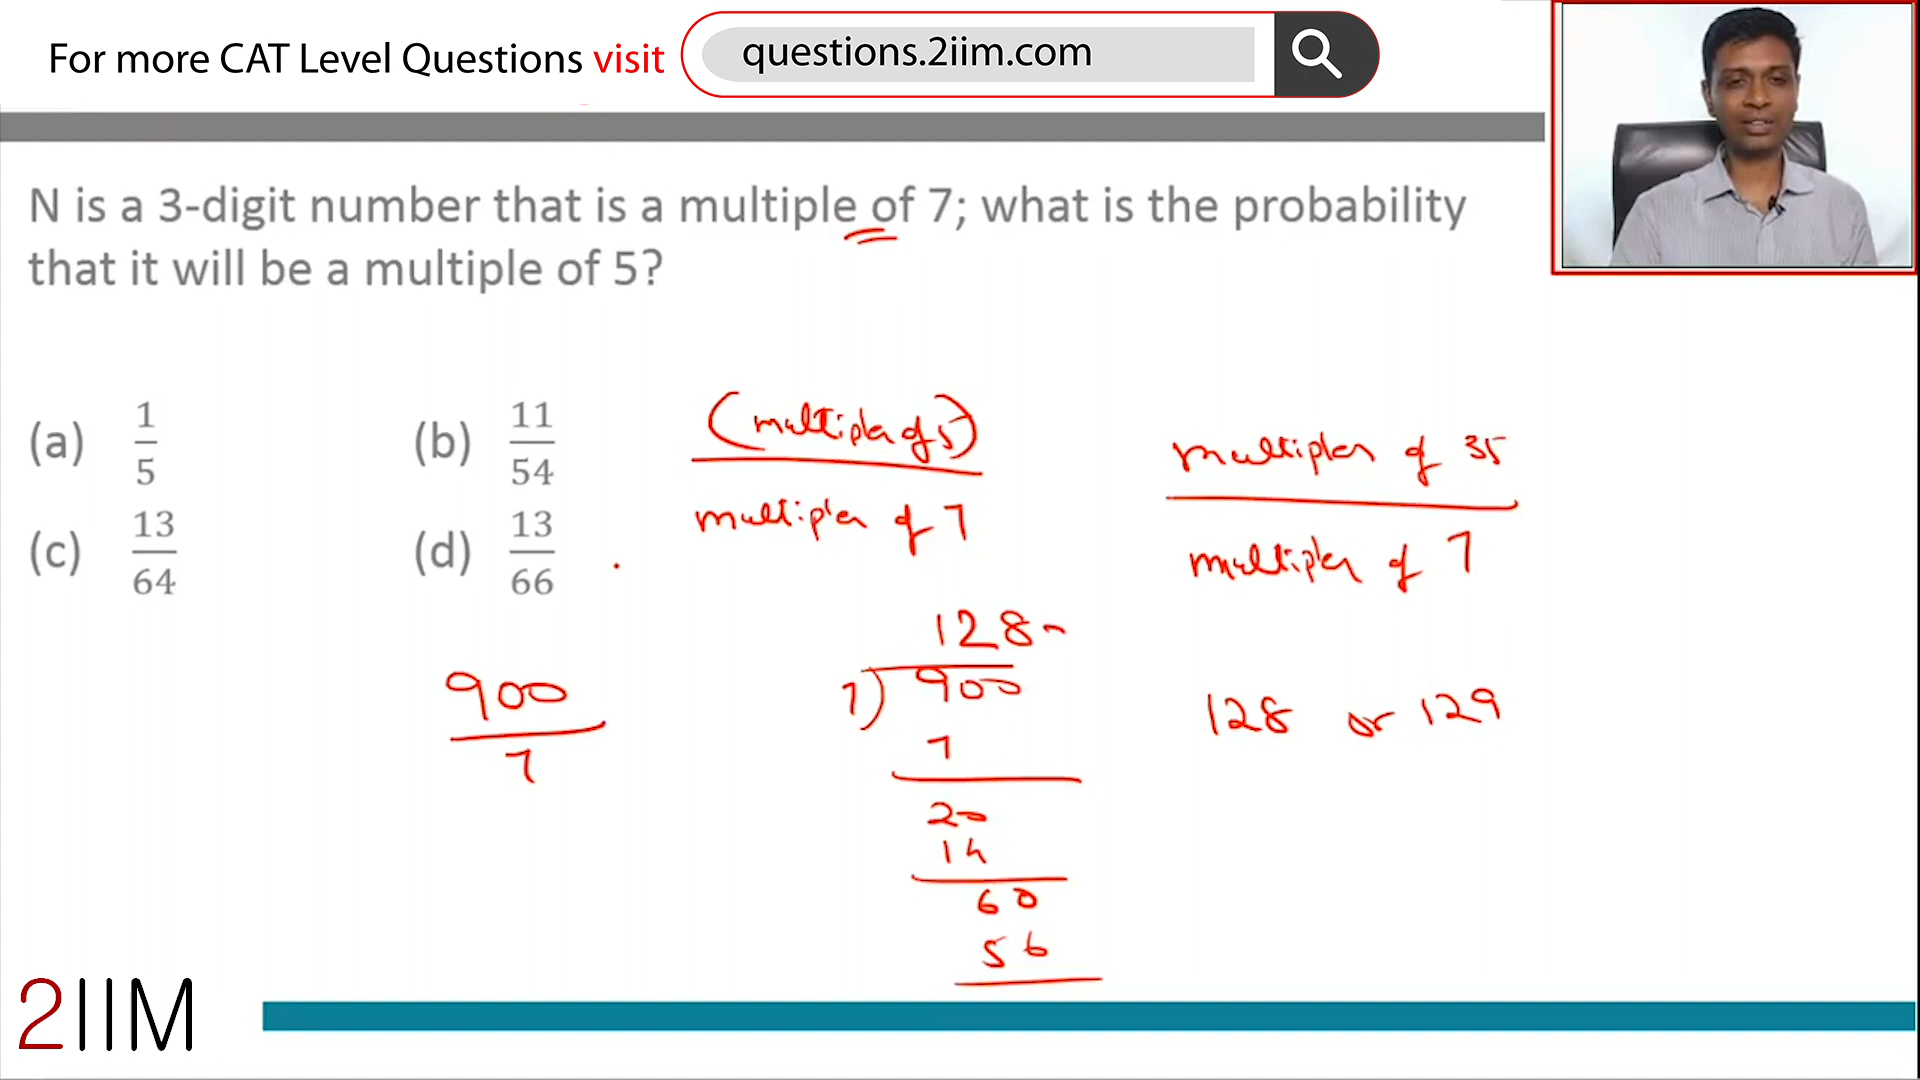 For more CAT Level Questions visit questions.2iim.com
N is a 3-digit number that is a multiple of 7; what is the probability
that it will be a multiple of 5?
(a) 1/5 (b) 11/54
(c) 13/64 (d) 13/66
(multiples of 5)
multiples of 7
multiples of 35
multiples of 7
900
7
128
7) 900
7
20
14
60
56
128 or 129
2IIM